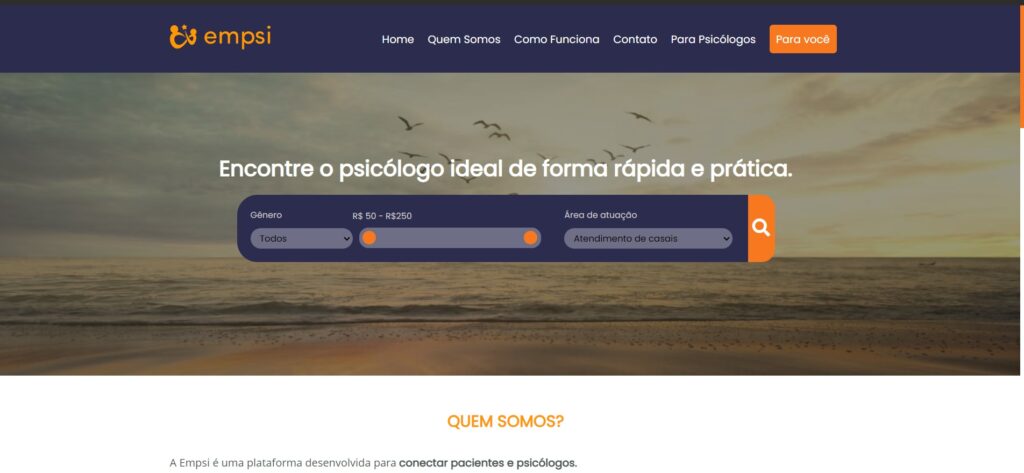 empsi
Home Quem Somos Como Funciona Contato Para Psicólogos Para você
Encontre o psicólogo ideal de forma rápida e prática.
Gênero R$ 50 - R$250 Área de atuação
Todos Atendimento de casais
QUEM SOMOS?
A Empsi é uma plataforma desenvolvida para conectar pacientes e psicólogos.